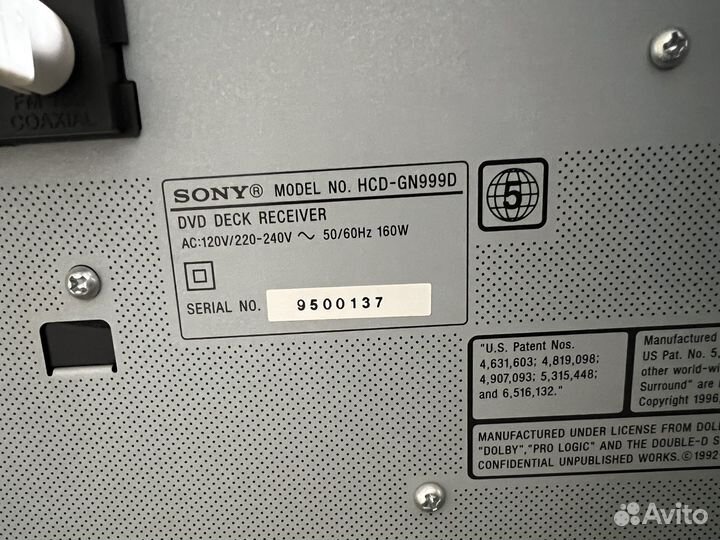 COAXIAL
SONY® MODEL NO. HCD-GN999D
DVD DECK RECEIVER
AC:120V/220-240V ~ 50/60Hz 160W
SERIAL NO. 9500137
5
"U.S. Patent Nos.
4,631,603; 4,819,098;
4,907,093; 5,315,448;
and 6,516,132."
Manufactured
US Pat. No. 5,
other world-wi
Surround" are
Copyright 1996,
MANUFACTURED UNDER LICENSE FROM DOL
"DOLBY","PRO LOGIC" AND THE DOUBLE-D S
CONFIDENTIAL UNPUBLISHED WORKS.©1992
Avito